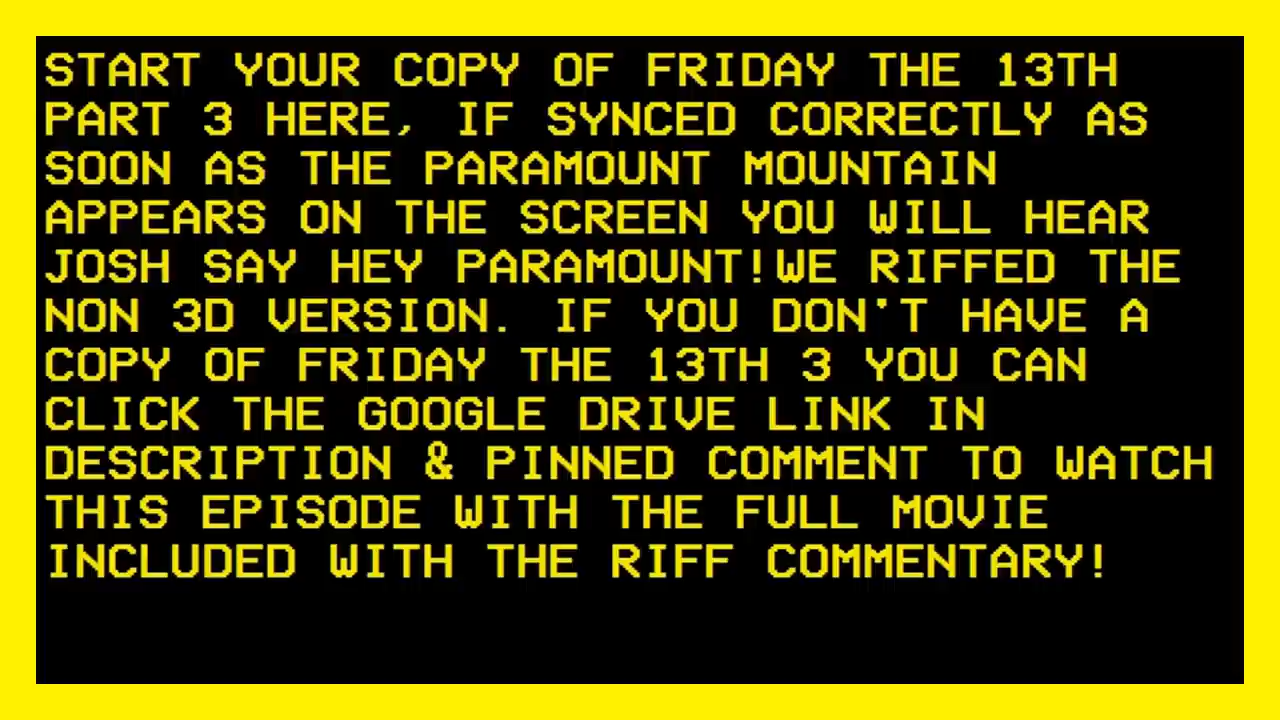 START YOUR COPY OF FRIDAY THE 13TH
PART 3 HERE, IF SYNCED CORRECTLY AS
SOON AS THE PARAMOUNT MOUNTAIN
APPEARS ON THE SCREEN YOU WILL HEAR
JOSH SAY HEY PARAMOUNT!WE RIFFED THE
NON 3D VERSION. IF YOU DON'T HAVE A
COPY OF FRIDAY THE 13TH 3 YOU CAN
CLICK THE GOOGLE DRIVE LINK IN
DESCRIPTION & PINNED COMMENT TO WATCH
THIS EPISODE WITH THE FULL MOVIE
INCLUDED WITH THE RIFF COMMENTARY!